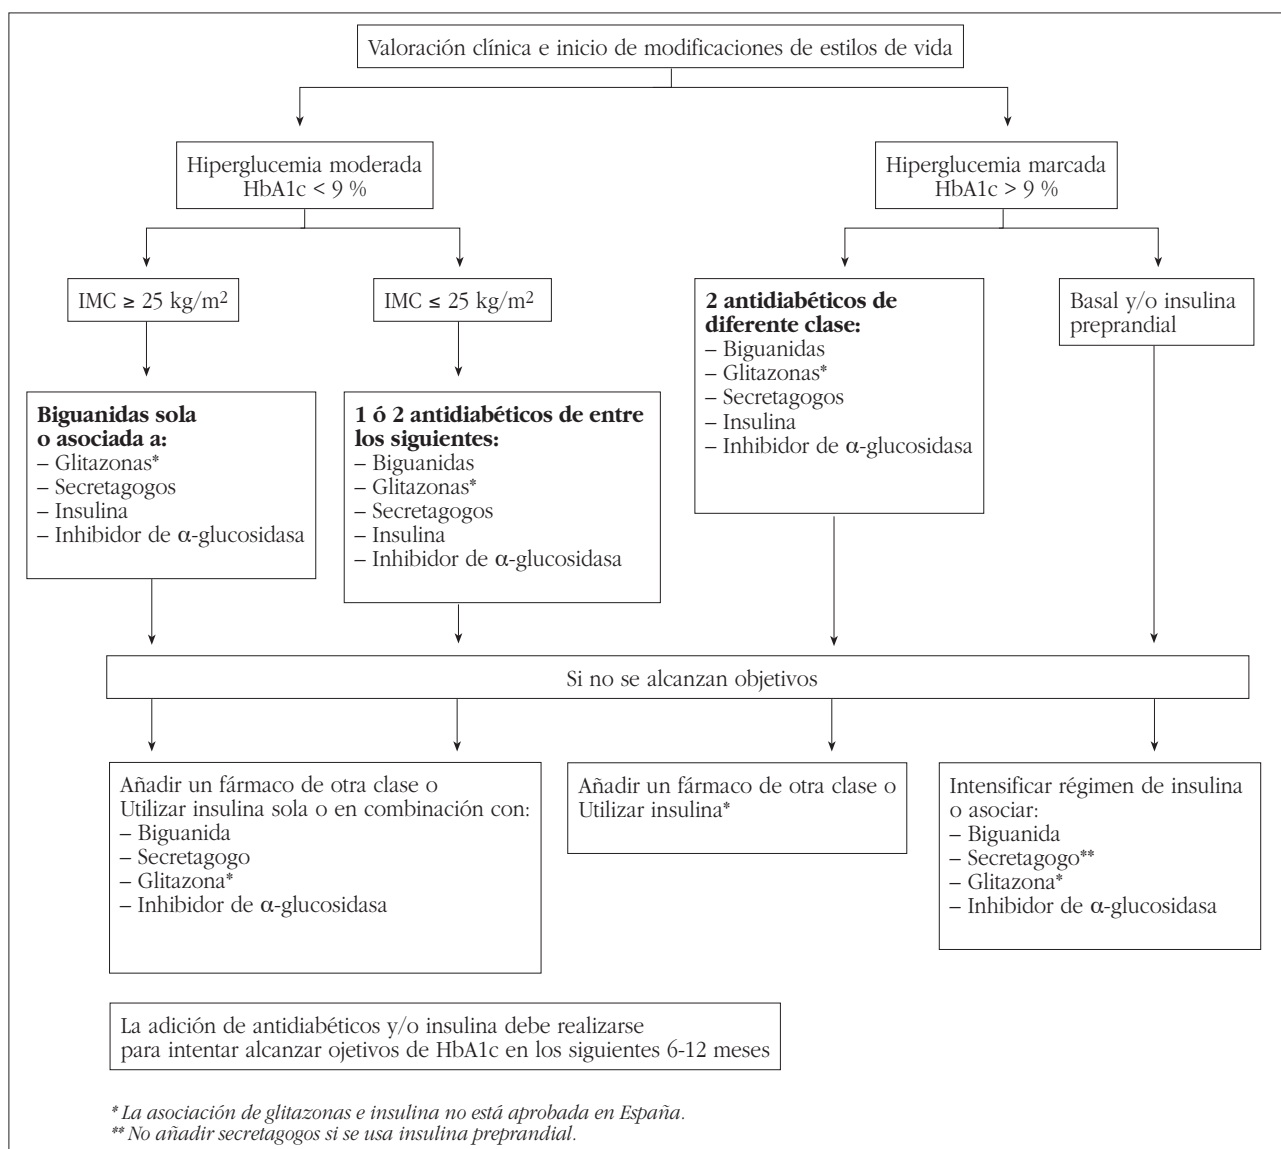 Valoración clínica e inicio de modificaciones de estilos de vida
Hiperglucemia moderada
HbA1c < 9 %
Hiperglucemia marcada
HbA1c > 9 %
IMC ≥ 25 kg/m²
IMC ≤ 25 kg/m²
2 antidiabéticos de
diferente clase:
– Biguanidas
– Glitazonas*
– Secretagogos
– Insulina
– Inhibidor de α-glucosidasa
Basal y/o insulina
preprandial
Biguanidas sola
o asociada a:
– Glitazonas*
– Secretagogos
– Insulina
– Inhibidor de α-glucosidasa
1 ó 2 antidiabéticos de entre
los siguientes:
– Biguanidas
– Glitazonas*
– Secretagogos
– Insulina
– Inhibidor de α-glucosidasa
Si no se alcanzan objetivos
Añadir un fármaco de otra clase o
Utilizar insulina sola o en combinación con:
– Biguanida
– Secretagogo
– Glitazona*
– Inhibidor de α-glucosidasa
Añadir un fármaco de otra clase o
Utilizar insulina*
Intensificar régimen de insulina
o asociar:
– Biguanida
– Secretagogo**
– Glitazona*
– Inhibidor de α-glucosidasa
La adición de antidiabéticos y/o insulina debe realizarse
para intentar alcanzar ojetivos de HbA1c en los siguientes 6-12 meses
* La asociación de glitazonas e insulina no está aprobada en España.
** No añadir secretagogos si se usa insulina preprandial.